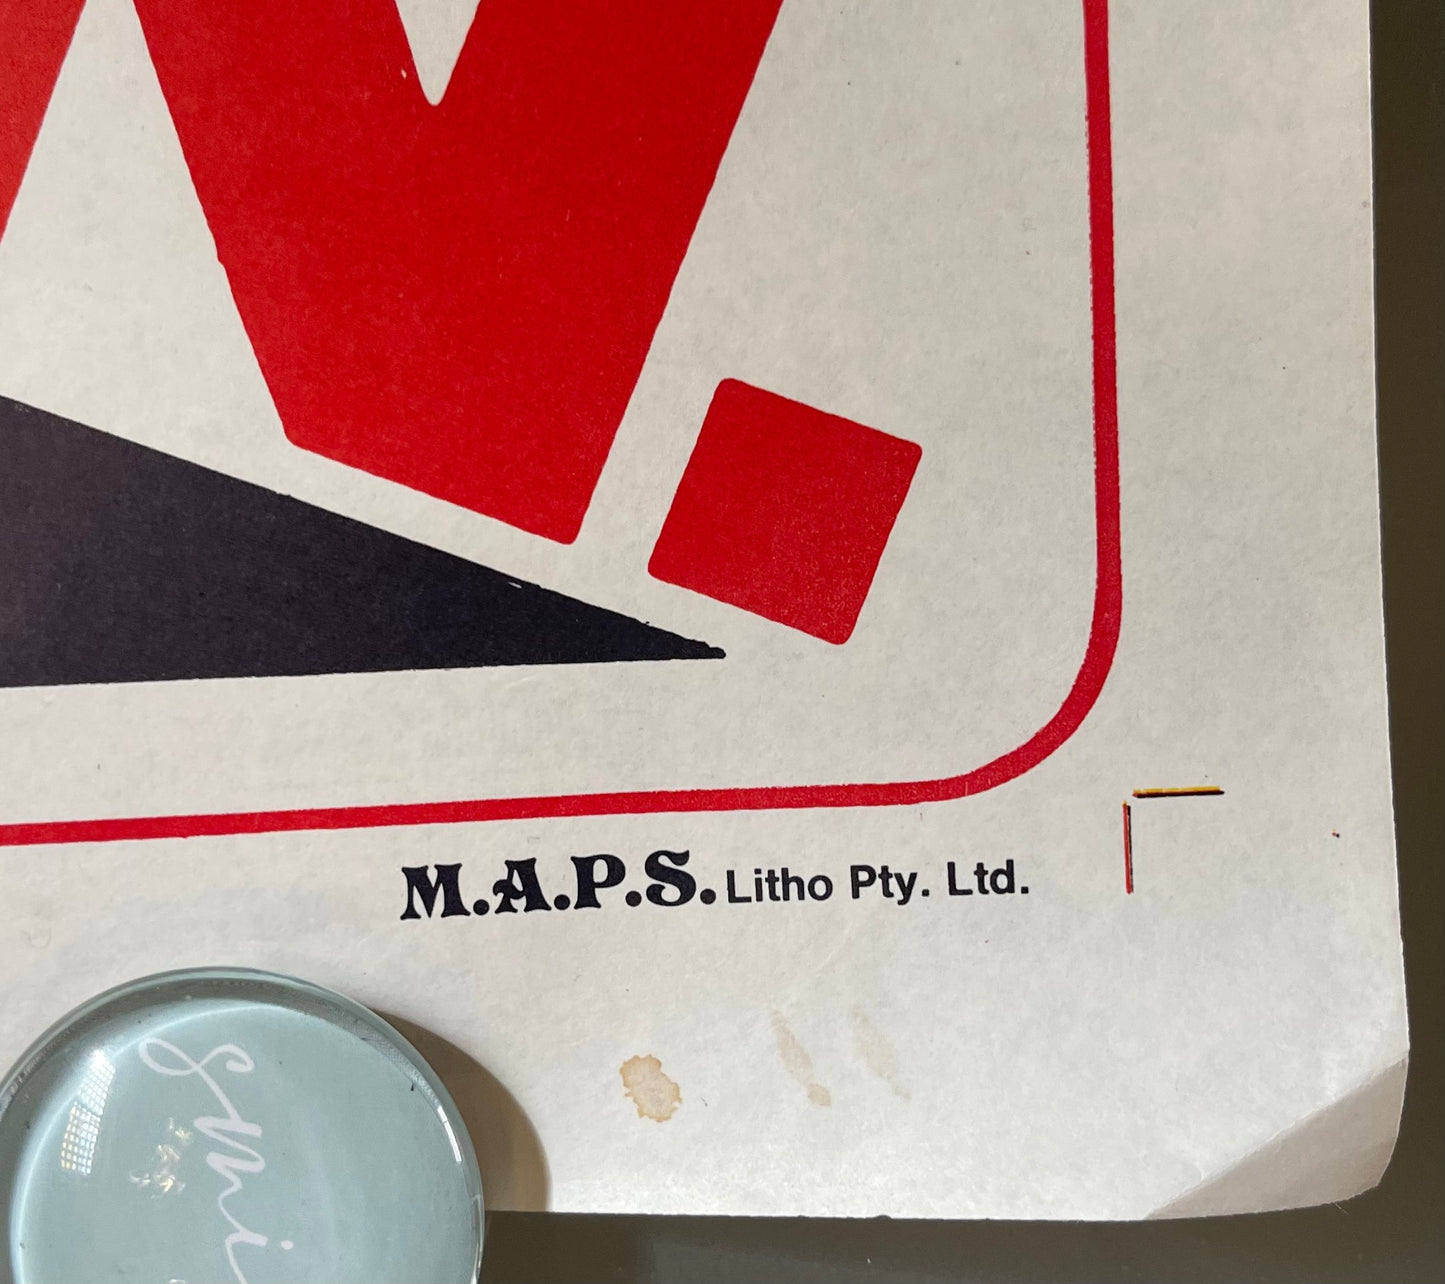 M.A.P.S. Litho Pty. Ltd.